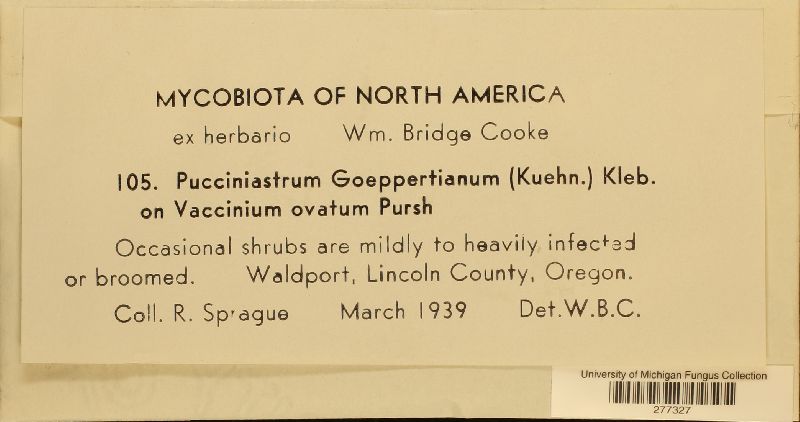 MYCOBIOTA OF NORTH AMERICA
ex herbario Wm. Bridge Cooke
105. Pucciniastrum Goeppertianum (Kuehn.) Kleb.
on Vaccinium ovatum Pursh
Occasional shrubs are mildly to heavily infected
or broomed. Waldport, Lincoln County, Oregon.
Coll. R. Sprague March 1939 Det.W.B.C.
University of Michigan Fungus Collection
277327